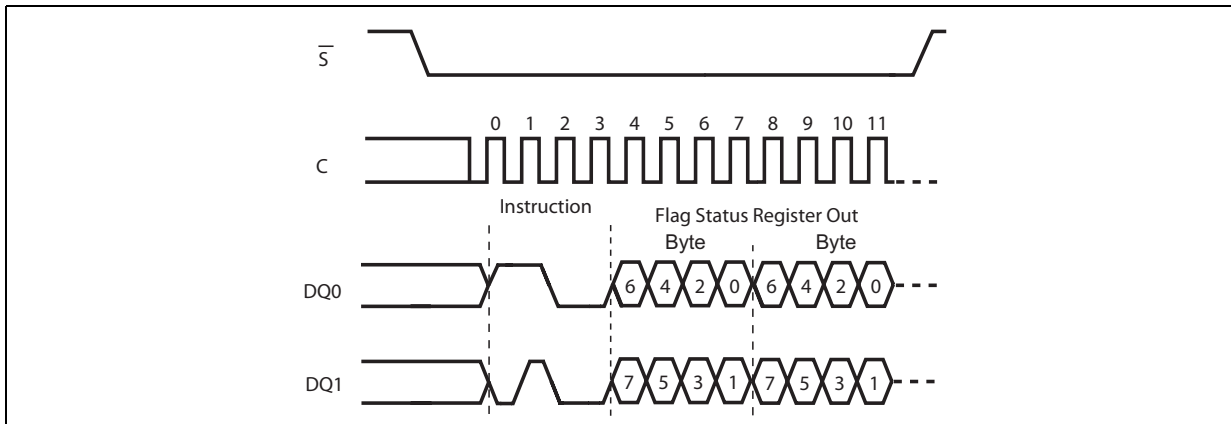 S̅
0 1 2 3 4 5 6 7 8 9 10 11
C
Instruction
Flag Status Register Out
Byte Byte
DQ0 6 4 2 0 6 4 2 0
DQ1 7 5 3 1 7 5 3 1